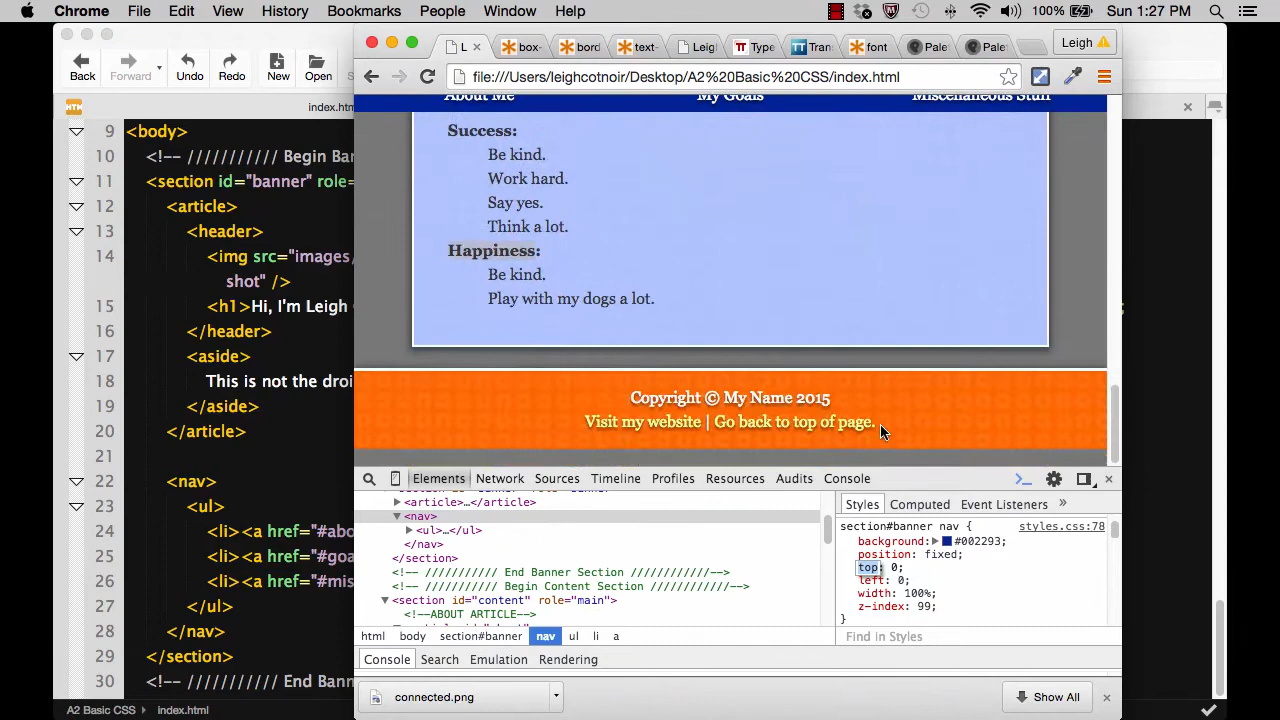 Chrome File Edit View History Bookmarks People Window Help 100% Sun 1:27 PM
Back Forward Undo Redo New Open
L box- bord text- Leigl Type Tran font Pale Pale Leigh
file:///Users/leighcotnoir/Desktop/A2%20Basic%20CSS/index.html
About Me My Goals Miscellaneous Stuff
Success:
Be kind.
Work hard.
Say yes.
Think a lot.
Happiness:
Be kind.
Play with my dogs a lot.
Copyright © My Name 2015
Visit my website | Go back to top of page.
index.htm
9 <body>
10 <!-- /////////// Begin Ban
11 <section id="banner" role=
12 <article>
13 <header>
14 <img src="images/
shot" />
15 <h1>Hi, I'm Leigh
16 </header>
17 <aside>
18 This is not the droi
19 </aside>
20 </article>
21
22 <nav>
23 <ul>
24 <li><a href="#abo
25 <li><a href="#goa
26 <li><a href="#mis
27 </ul>
28 </nav>
29 </section>
30 <!-- /////////// End Bann
A2 Basic CSS index.html
Elements Network Sources Timeline Profiles Resources Audits Console
<article>…</article>
<nav>
<ul>…</ul>
</nav>
</section>
<!-- /////////// End Banner Section ////////////-->
<!-- /////////// Begin Content Section ////////////-->
<section id="content" role="main">
<!--ABOUT ARTICLE-->
html body section#banner nav ul li a
Styles Computed Event Listeners »
section#banner nav { styles.css:78
background: #002293;
position: fixed;
top: 0;
left: 0;
width: 100%;
z-index: 99;
}
Find in Styles
Console Search Emulation Rendering
connected.png Show All